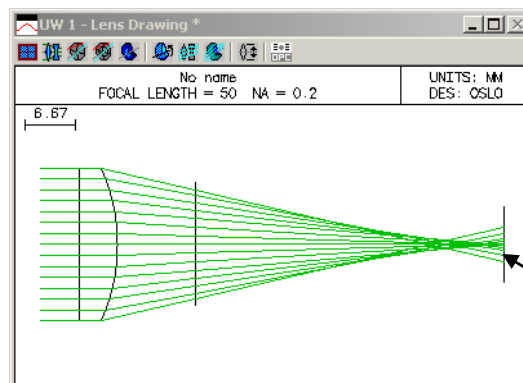 UW 1 - Lens Drawing *
No name
FOCAL LENGTH = 50 NA = 0.2
UNITS: MM
DES: OSLO
6.67